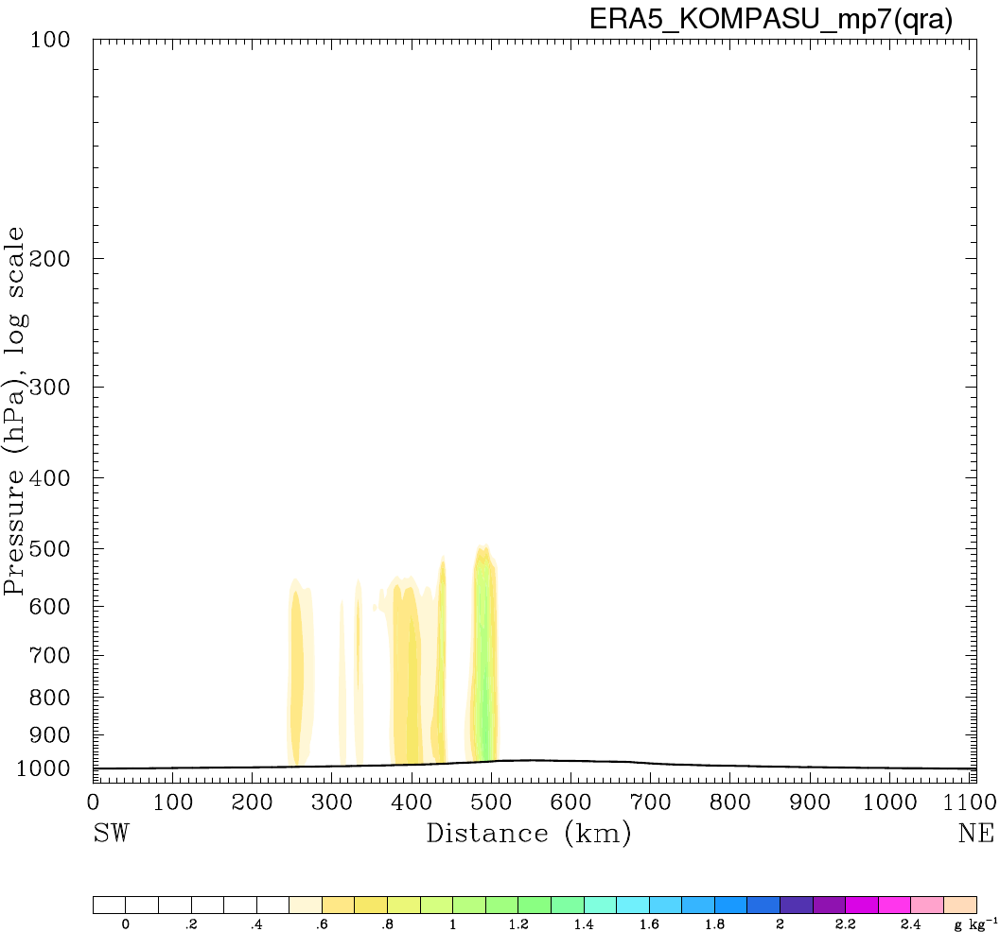 ERA5_KOMPASU_mp7(qra)
100
200
300
400
500
600
700
800
900
1000
Pressure (hPa), log scale
0 100 200 300 400 500 600 700 800 900 1000 1100
SW Distance (km) NE
0 .2 .4 .6 .8 1 1.2 1.4 1.6 1.8 2 2.2 2.4 g kg⁻¹